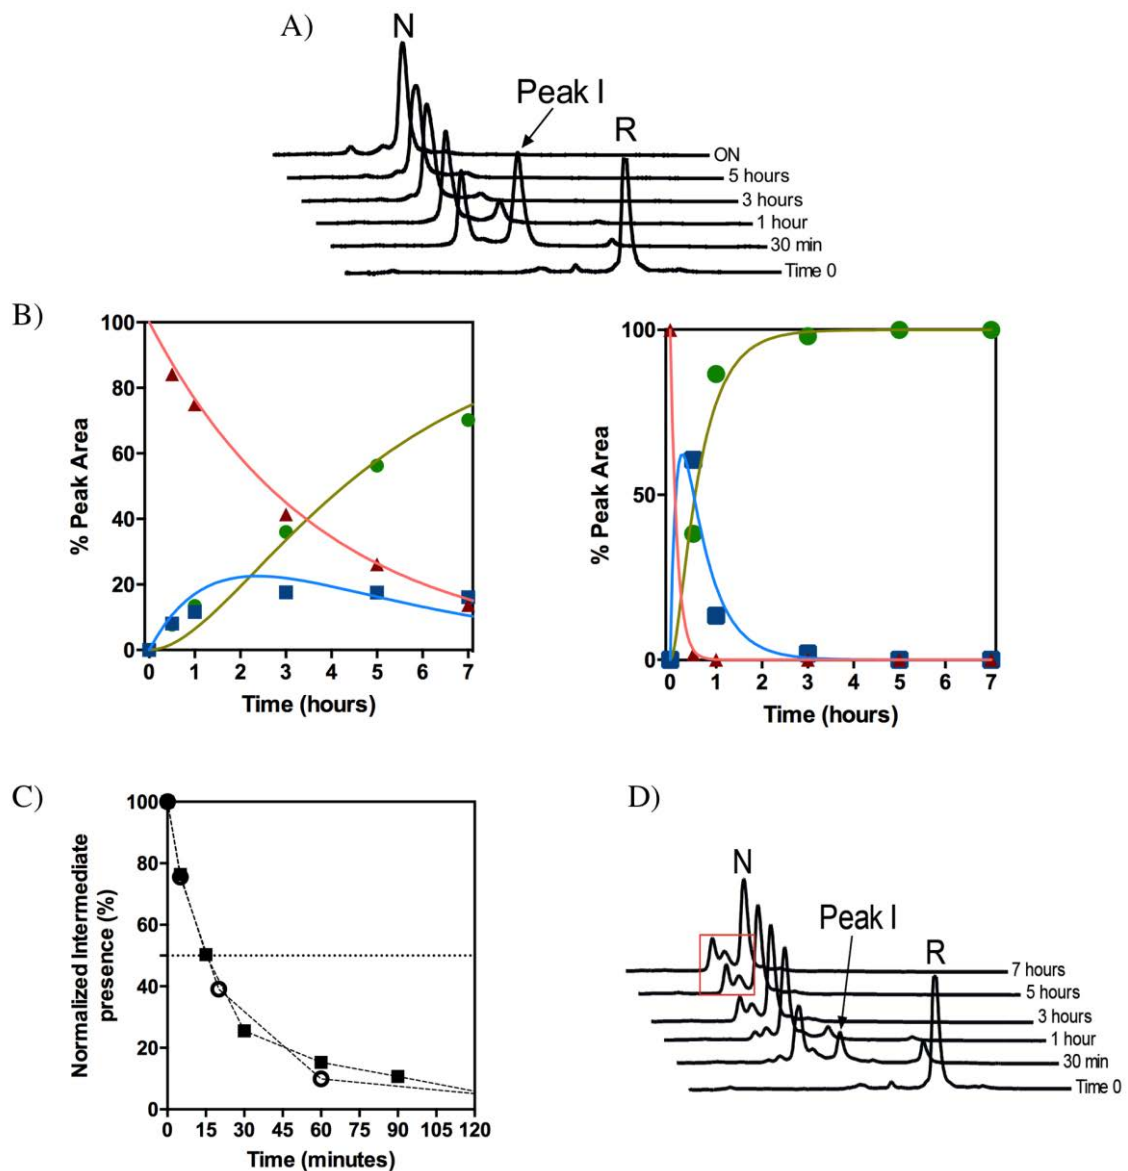 A)
N
Peak I
R
ON
5 hours
3 hours
1 hour
30 min
Time 0
B)
% Peak Area
100
80
60
40
20
0
0 1 2 3 4 5 6 7
Time (hours)
% Peak Area
100
50
0
0 1 2 3 4 5 6 7
Time (hours)
C)
Normalized Intermediate
presence (%)
100
80
60
40
20
0
0 15 30 45 60 75 90 105 120
Time (minutes)
D)
N
Peak I
R
7 hours
5 hours
3 hours
1 hour
30 min
Time 0